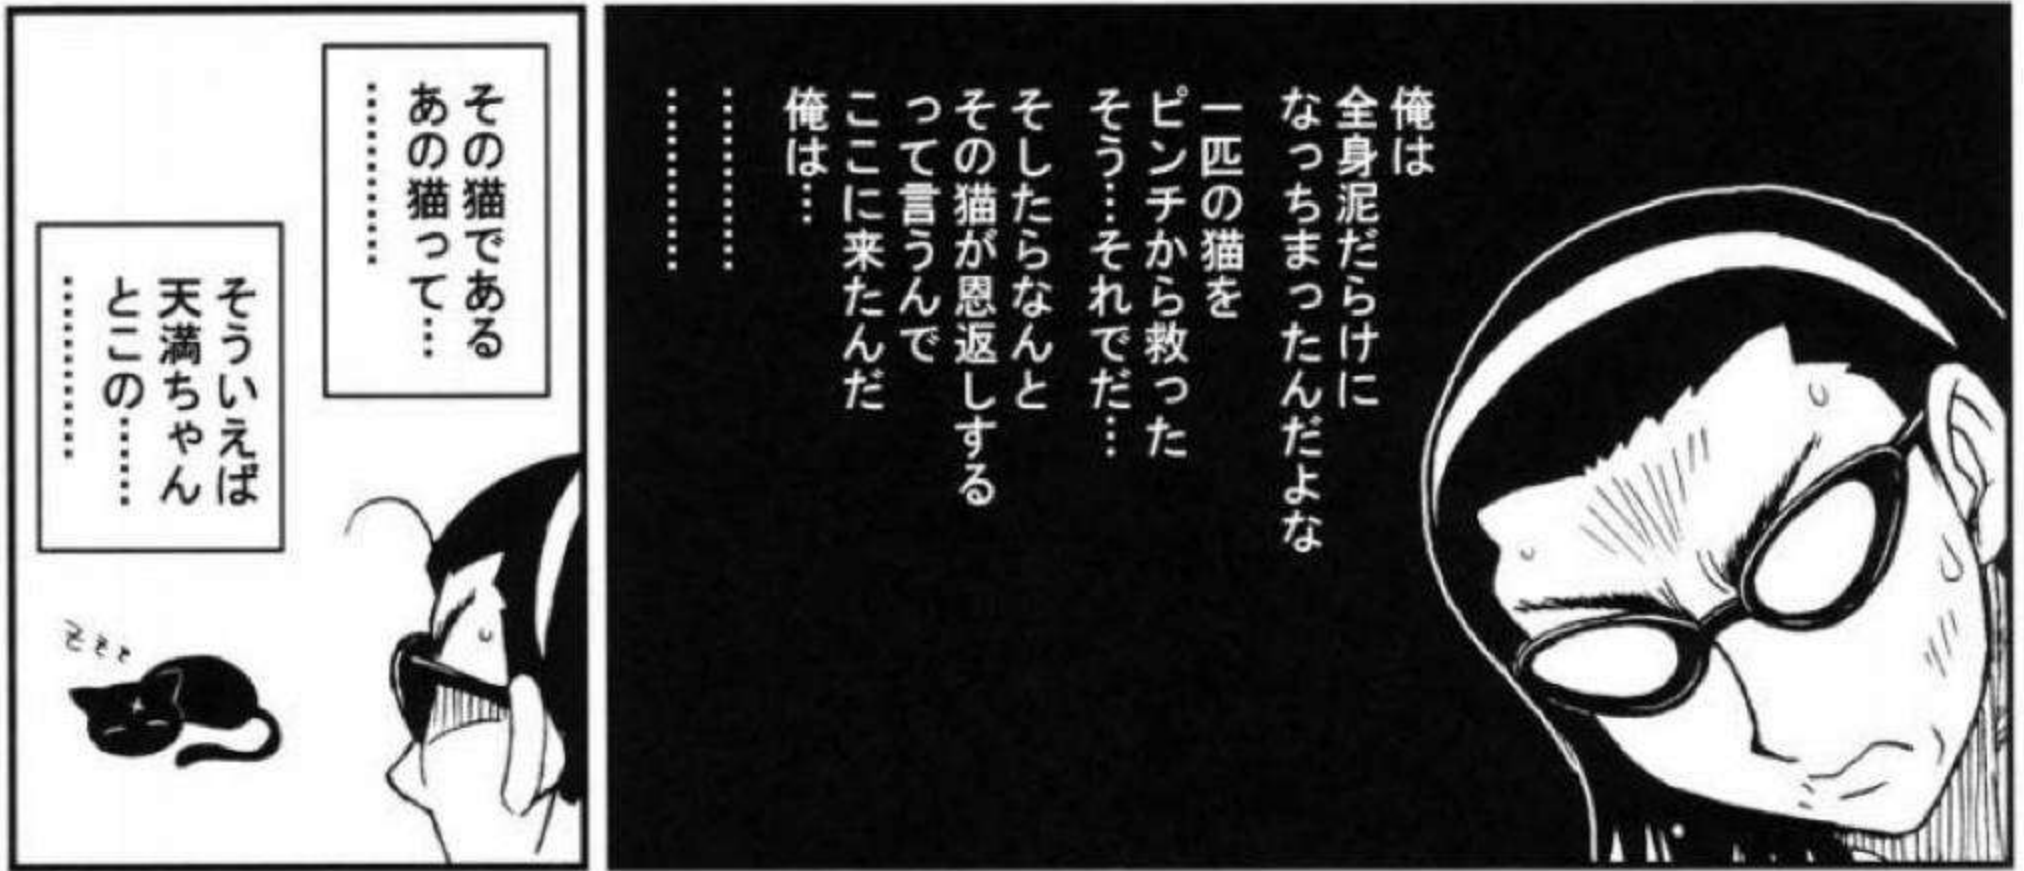 俺は
全身泥だらけに
なっちまったんだよな
一匹の猫を
ピンチから救った
そう…それでだ…
そしたらなんと
その猫が恩返しする
って言うんで
ここに来たんだ
俺は…
…………
…………
その猫である
あの猫って…
…………
そういえば
天満ちゃん
とこの……
…………